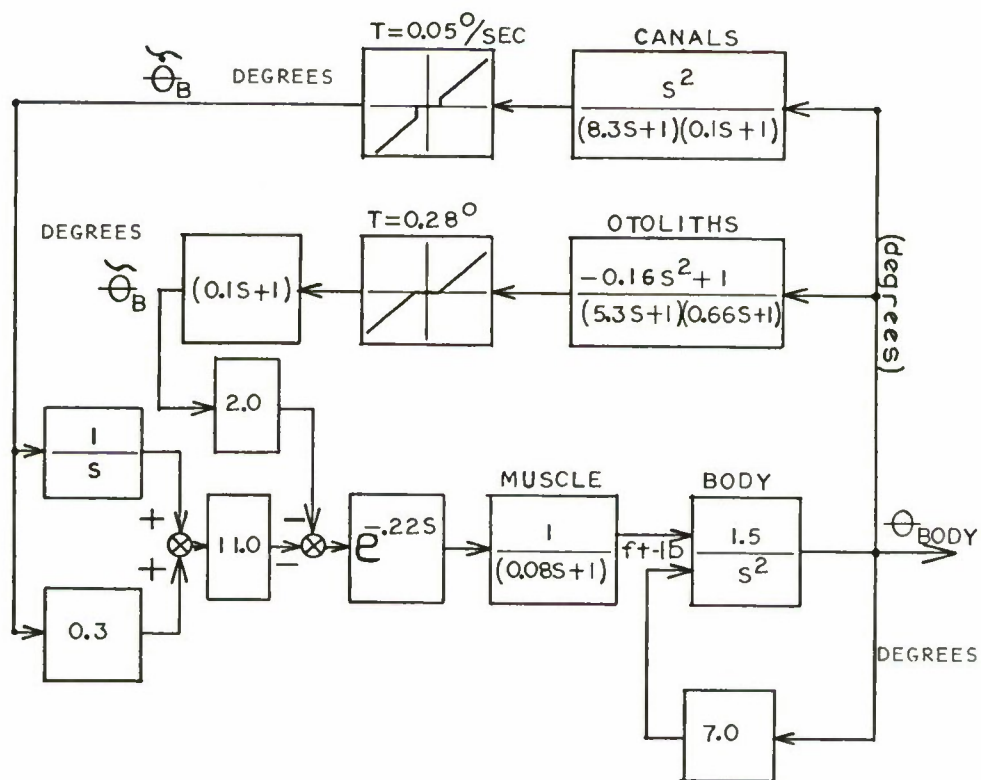 T=0.05°/SEC
CANALS
~
ΘB
DEGREES
S²
(8.3S+1)(0.1S+1)
DEGREES
T=0.28°
OTOLITHS
~
ΘB
(0.1S+1)
-0.16S²+1
(5.3S+1)(0.66S+1)
(degrees)
2.0
1
S
MUSCLE
BODY
+
+
11.0
-
-
e-.22S
1
(0.08S+1)
ft-lb
1.5
S²
ΘBODY
0.3
DEGREES
7.0